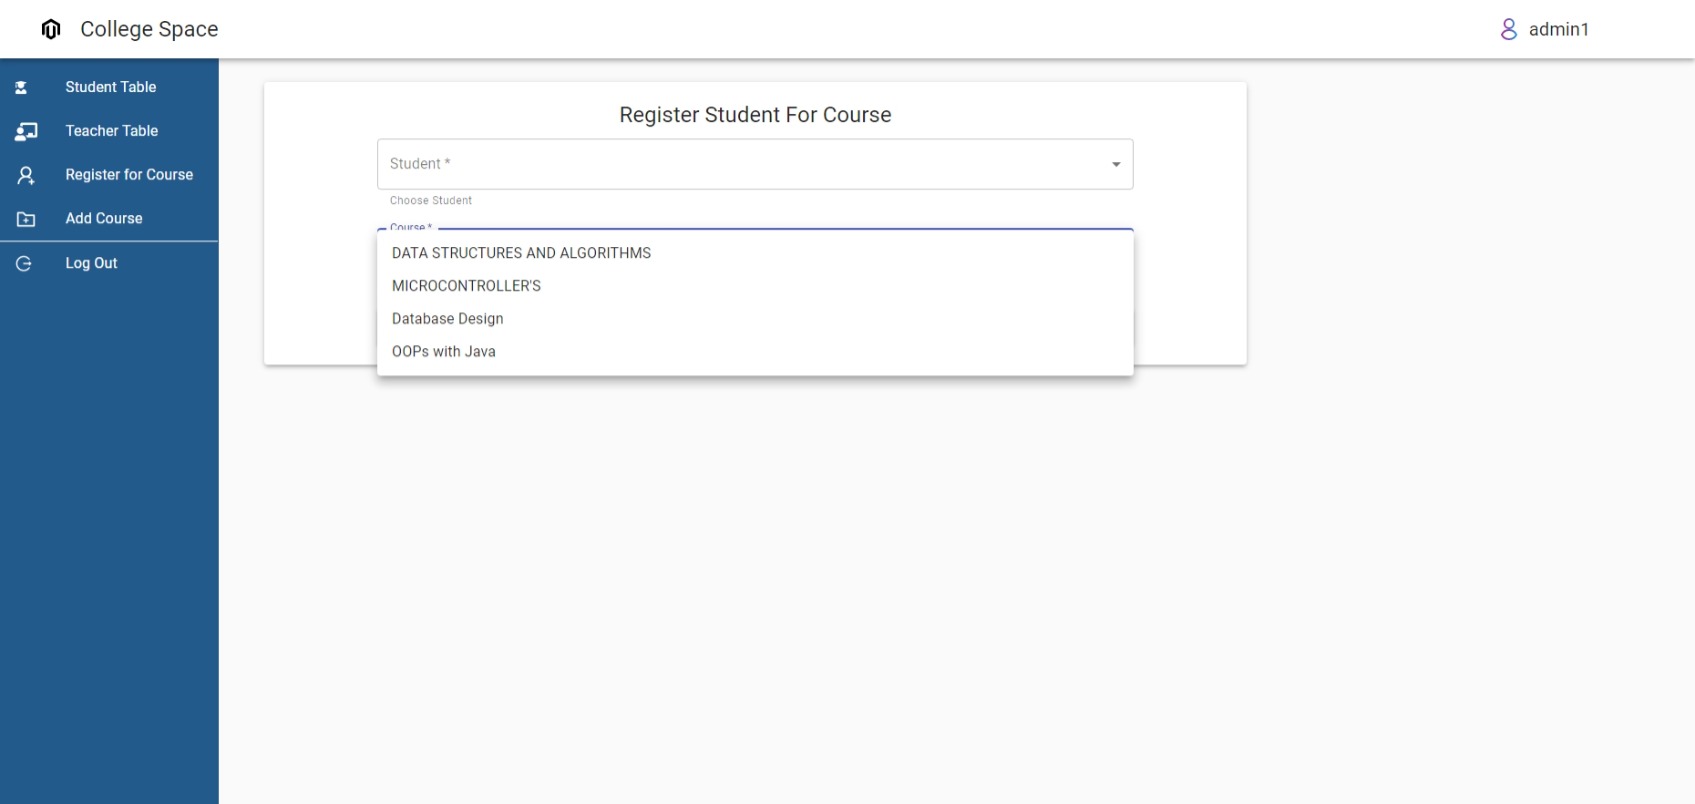 College Space
admin1
Student Table
Teacher Table
Register for Course
Add Course
Log Out
Register Student For Course
Student *
Choose Student
Course *
DATA STRUCTURES AND ALGORITHMS
MICROCONTROLLER'S
Database Design
OOPs with Java